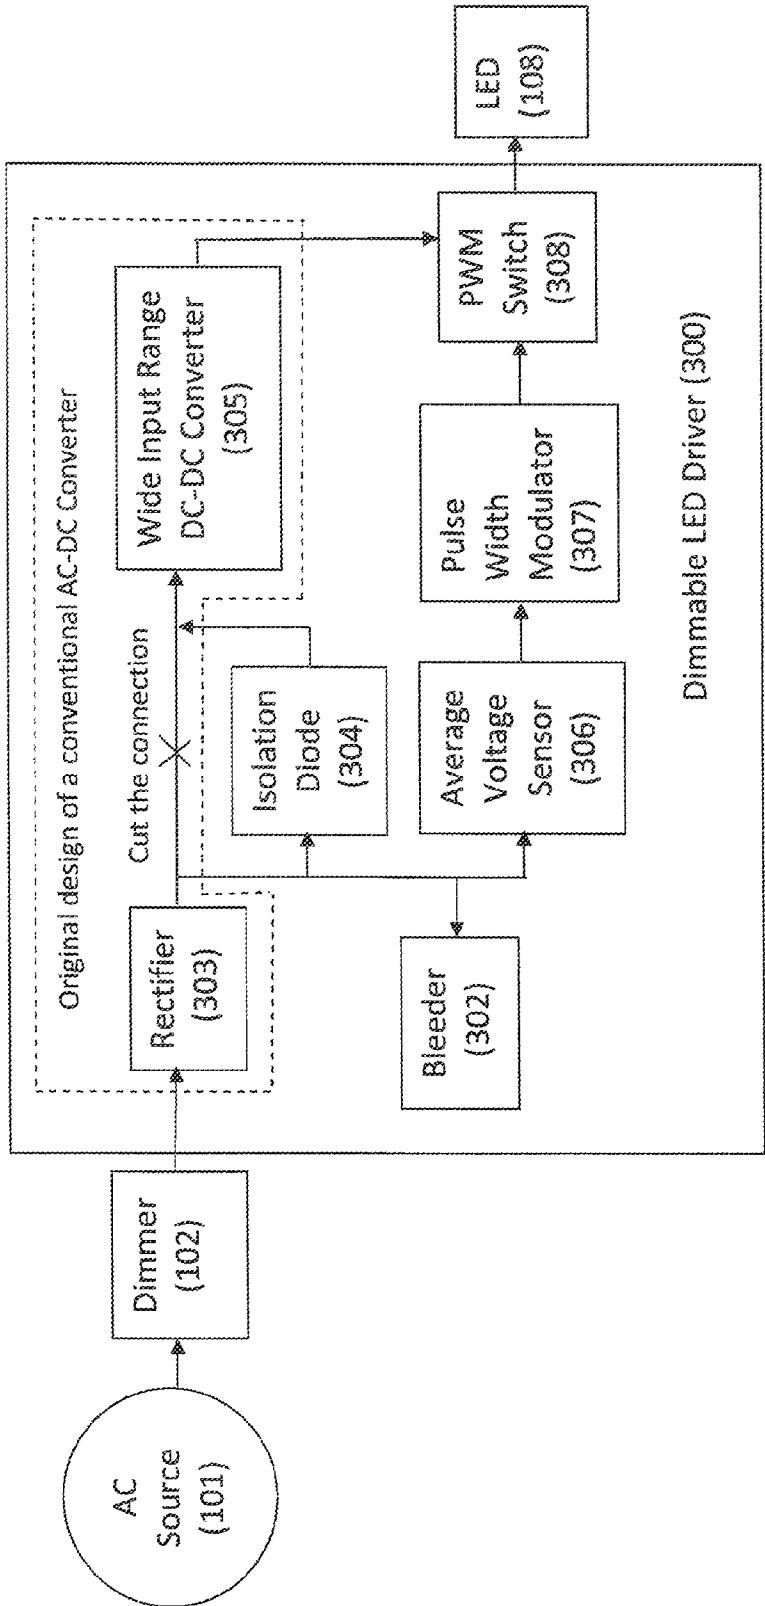 AC
Source
(101)
Dimmer
(102)
Original design of a conventional AC-DC Converter
Rectifier
(303)
Cut the connection
Wide Input Range
DC-DC Converter
(305)
Isolation
Diode
(304)
Bleeder
(302)
Average
Voltage
Sensor
(306)
Pulse
Width
Modulator
(307)
PWM
Switch
(308)
LED
(108)
Dimmable LED Driver (300)